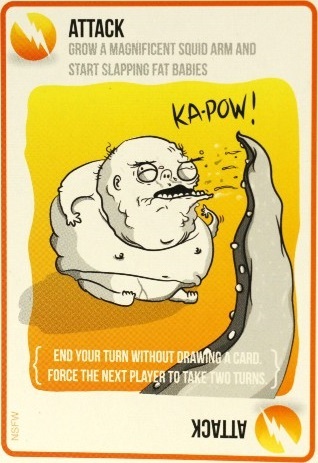 ATTACK
GROW A MAGNIFICENT SQUID ARM AND
START SLAPPING FAT BABIES
KA-POW!
END YOUR TURN WITHOUT DRAWING A CARD.
FORCE THE NEXT PLAYER TO TAKE TWO TURNS.
NSFW
ATTACK